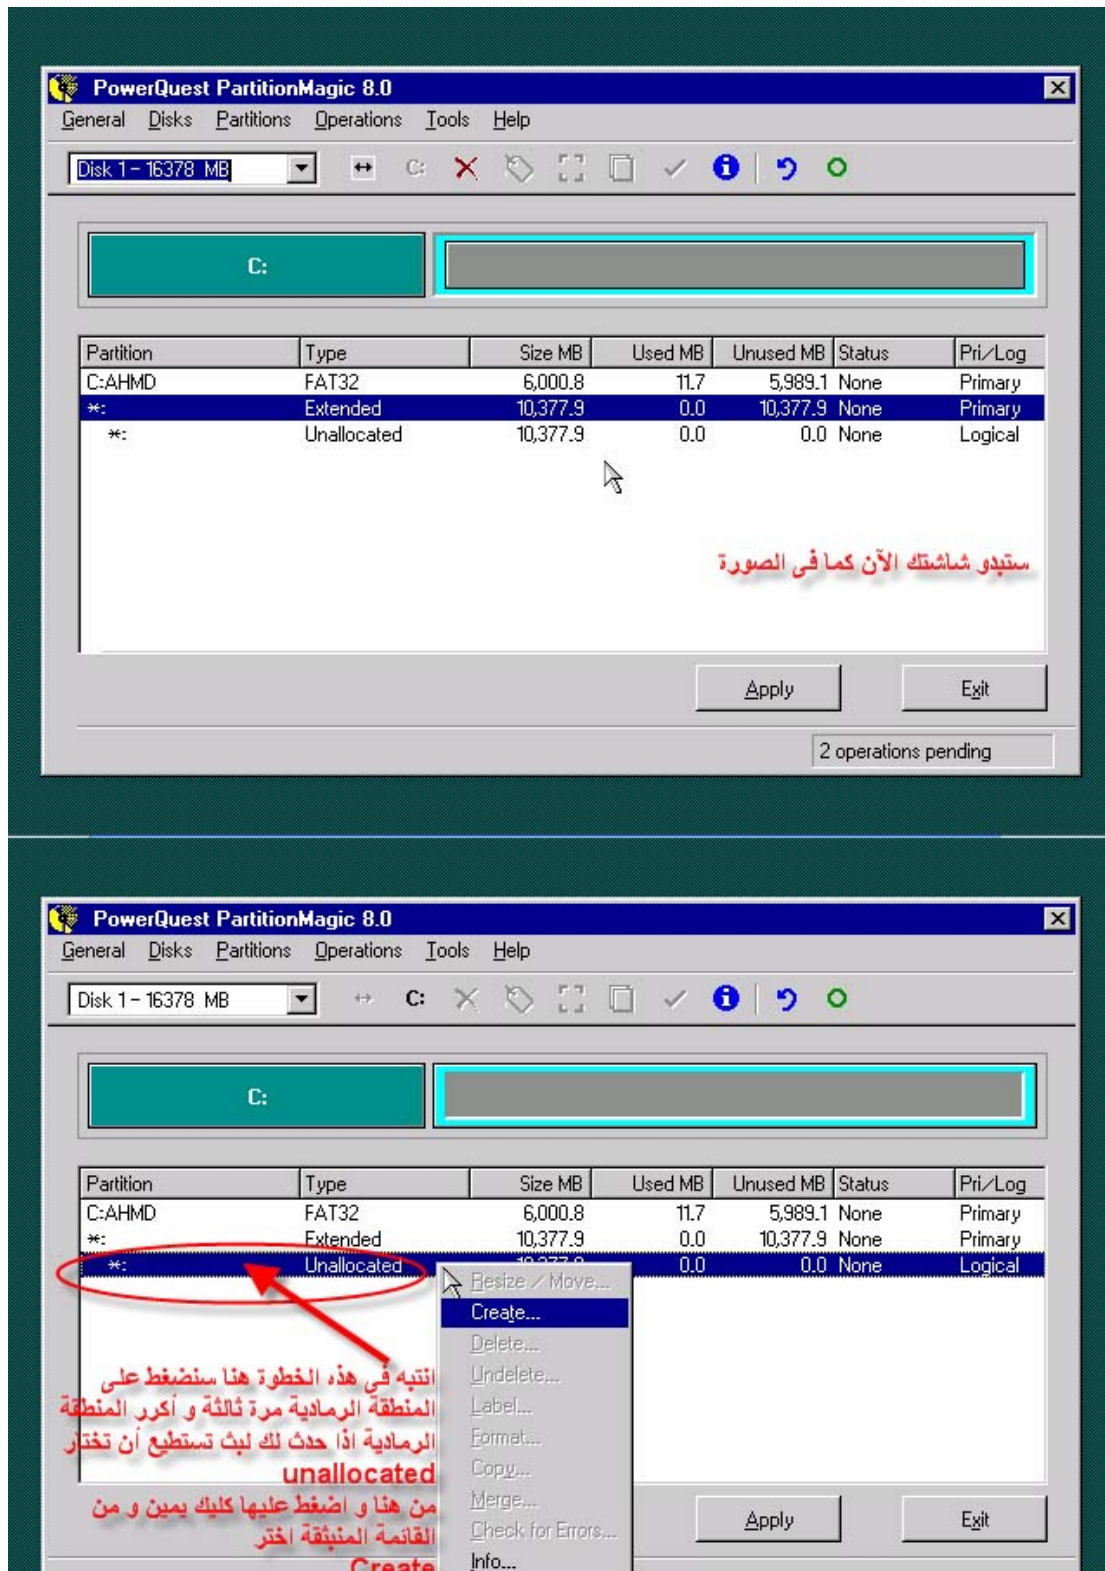 PowerQuest PartitionMagic 8.0
General Disks Partitions Operations Tools Help
Disk 1 - 16378 MB C:
C:
Partition Type Size MB Used MB Unused MB Status Pri/Log
C:AHMD FAT32 6,000.8 11.7 5,989.1 None Primary
*: Extended 10,377.9 0.0 10,377.9 None Primary
*: Unallocated 10,377.9 0.0 0.0 None Logical
ستبدو شاشتك الآن كما فى الصورة
Apply Exit
2 operations pending
PowerQuest PartitionMagic 8.0
General Disks Partitions Operations Tools Help
Disk 1 - 16378 MB C:
C:
Partition Type Size MB Used MB Unused MB Status Pri/Log
C:AHMD FAT32 6,000.8 11.7 5,989.1 None Primary
*: Extended 10,377.9 0.0 10,377.9 None Primary
*: Unallocated 10,377.9 0.0 0.0 None Logical
Resize / Move...
Create...
Delete...
Undelete...
Label...
Format...
Copy...
Merge...
Check for Errors...
Info...
انتبه فى هذه الخطوة هنا سنضغط على
المنطقة الرمادية مرة ثالثة و أكرر المنطقة
الرمادية اذا حدث لك لبث تستطيع أن تختار
unallocated
من هنا و اضغط عليها كليك يمين و من
القائمة المنبثقة اختر
Create
Apply Exit